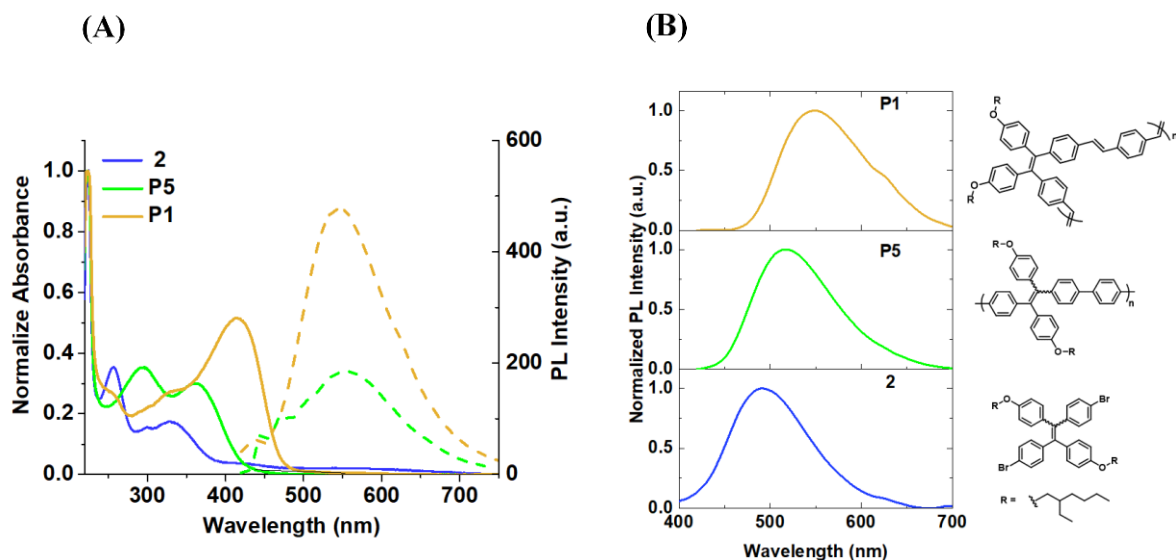 (A)
(B)
2
P5
P1
Normalize Absorbance
1.0
0.8
0.6
0.4
0.2
0.0
300 400 500 600 700
Wavelength (nm)
600
400
200
0
PL Intensity (a.u.)
Normalized PL Intensity (a.u.)
P1
1.0
0.5
0.0
P5
1.0
0.5
0.0
2
1.0
0.5
0.0
400 500 600 700
Wavelength (nm)
R
O
R
O
n
R-O
O-R
n
R
O
Br
Br
O
R
R =